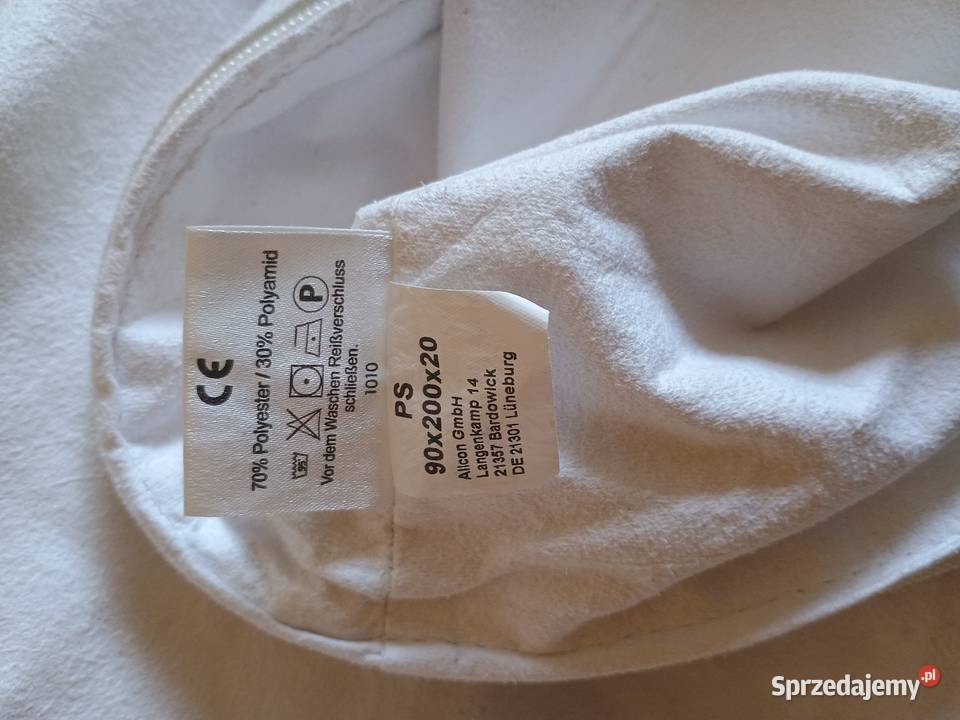 CE
70% Polyester / 30% Polyamid
95 P
Vor dem Waschen Reißverschluss
schließen.
1010
PS
90x200x20
Allcon GmbH
Langenkamp 14
21357 Bardowick
DE 21301 Lüneburg
Sprzedajemy.pl